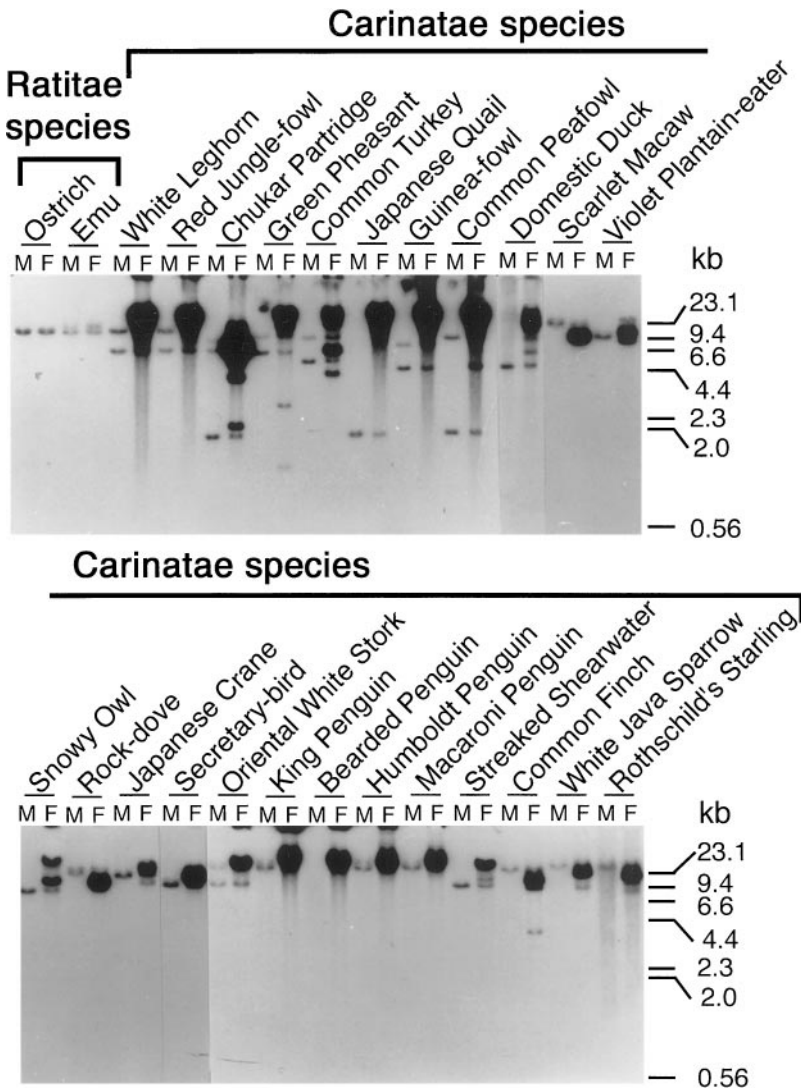 Carinatae species
Ratitae
species
Ostrich
Emu
White Leghorn
Red Jungle-fowl
Chukar Partridge
Green Pheasant
Common Turkey
Japanese Quail
Guinea-fowl
Common Peafowl
Domestic Duck
Scarlet Macaw
Violet Plantain-eater
M F M F M F M F M F M F M F M F M F M F M F M F M F
kb
23.1
9.4
6.6
4.4
2.3
2.0
0.56
Carinatae species
Snowy Owl
Rock-dove
Japanese Crane
Secretary-bird
Oriental White Stork
King Penguin
Bearded Penguin
Humboldt Penguin
Macaroni Penguin
Streaked Shearwater
Common Finch
White Java Sparrow
Rothschild's Starling
M F M F M F M F M F M F M F M F M F M F M F M F M F
kb
23.1
9.4
6.6
4.4
2.3
2.0
0.56